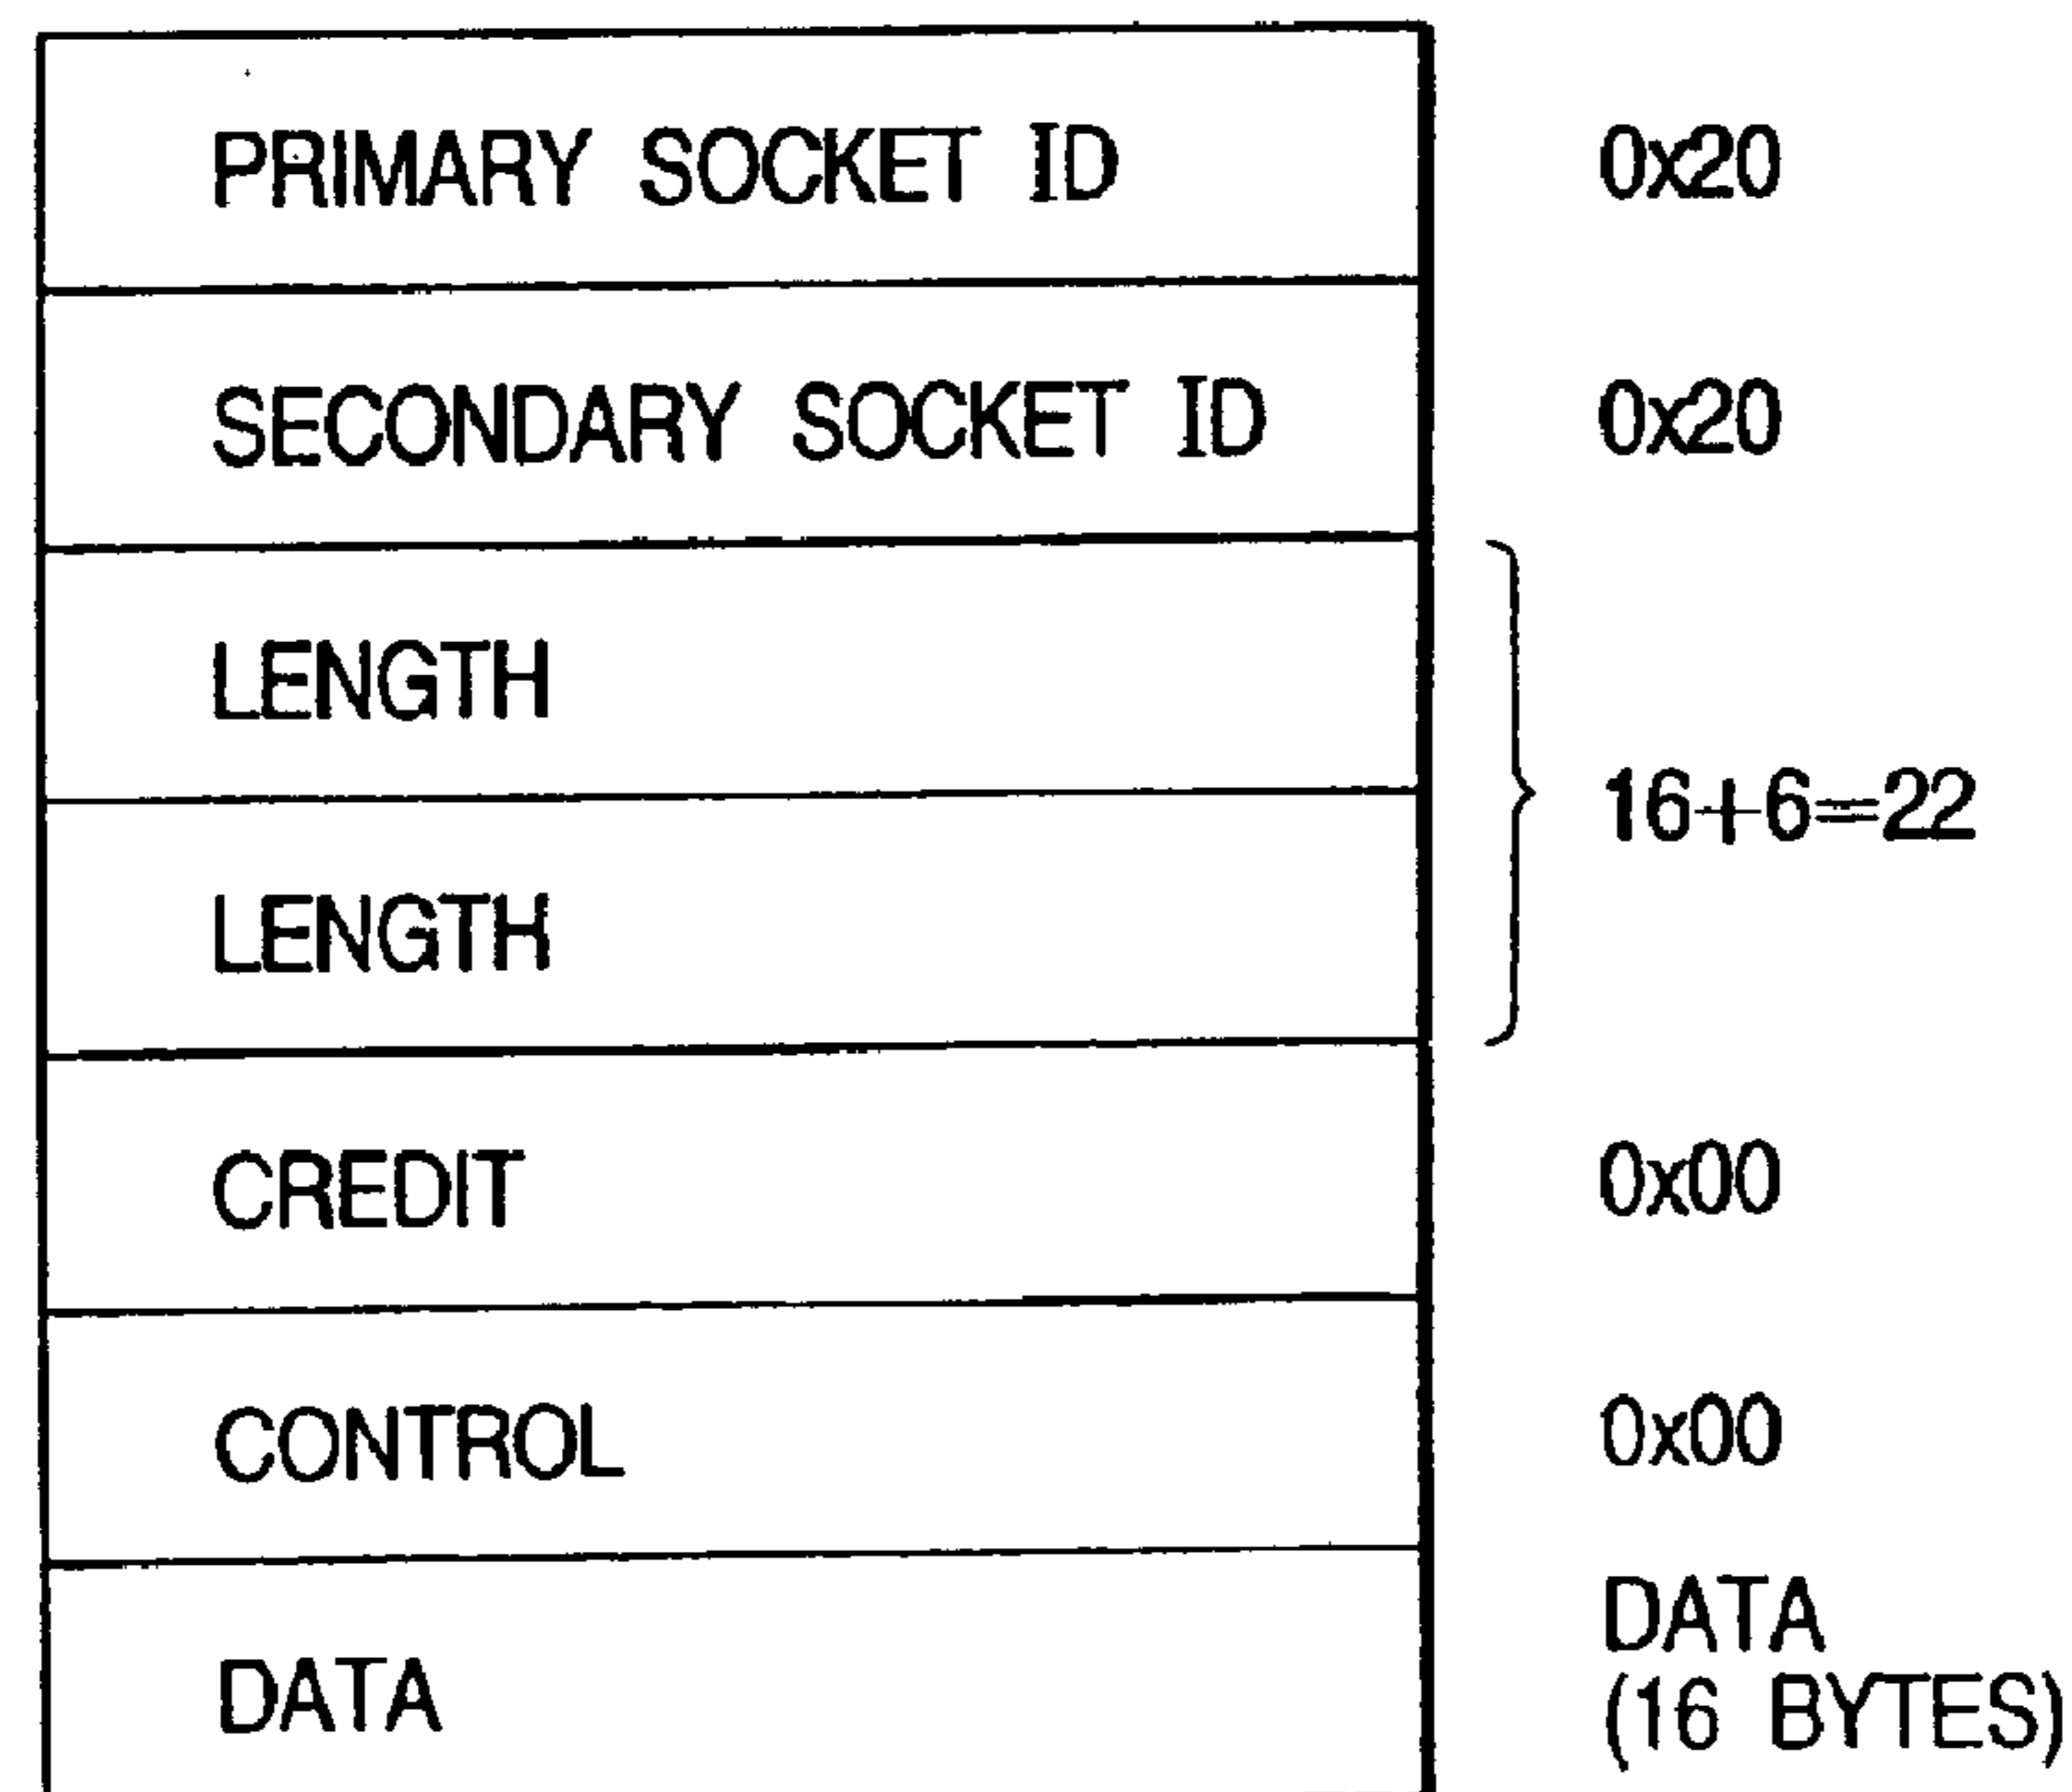 PRIMARY SOCKET ID 0x20
SECONDARY SOCKET ID 0x20
LENGTH
16+6=22
LENGTH
CREDIT 0x00
CONTROL 0x00
DATA DATA
(16 BYTES)